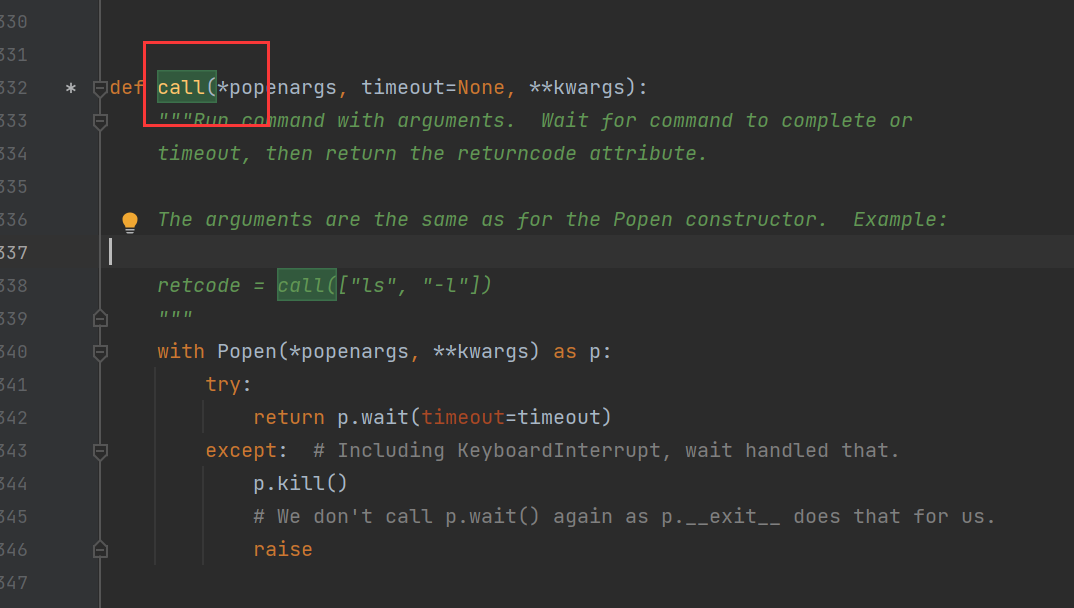 330
331
332 * def call(*popenargs, timeout=None, **kwargs):
333 """Run command with arguments.  Wait for command to complete or
334 timeout, then return the returncode attribute.
335
336 The arguments are the same as for the Popen constructor.  Example:
337
338 retcode = call(["ls", "-l"])
339 """
340 with Popen(*popenargs, **kwargs) as p:
341 try:
342 return p.wait(timeout=timeout)
343 except:  # Including KeyboardInterrupt, wait handled that.
344 p.kill()
345 # We don't call p.wait() again as p.__exit__ does that for us.
346 raise
347